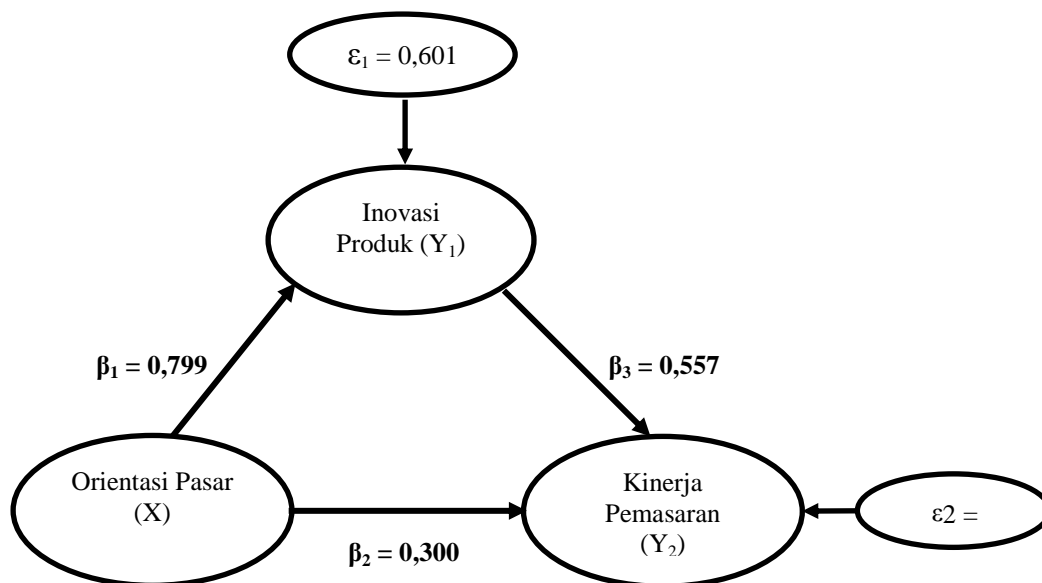 ε₁ = 0,601
Inovasi
Produk (Y₁)
β₁ = 0,799
β₃ = 0,557
Orientasi Pasar
(X)
Kinerja
Pemasaran
(Y₂)
ε2 =
β₂ = 0,300